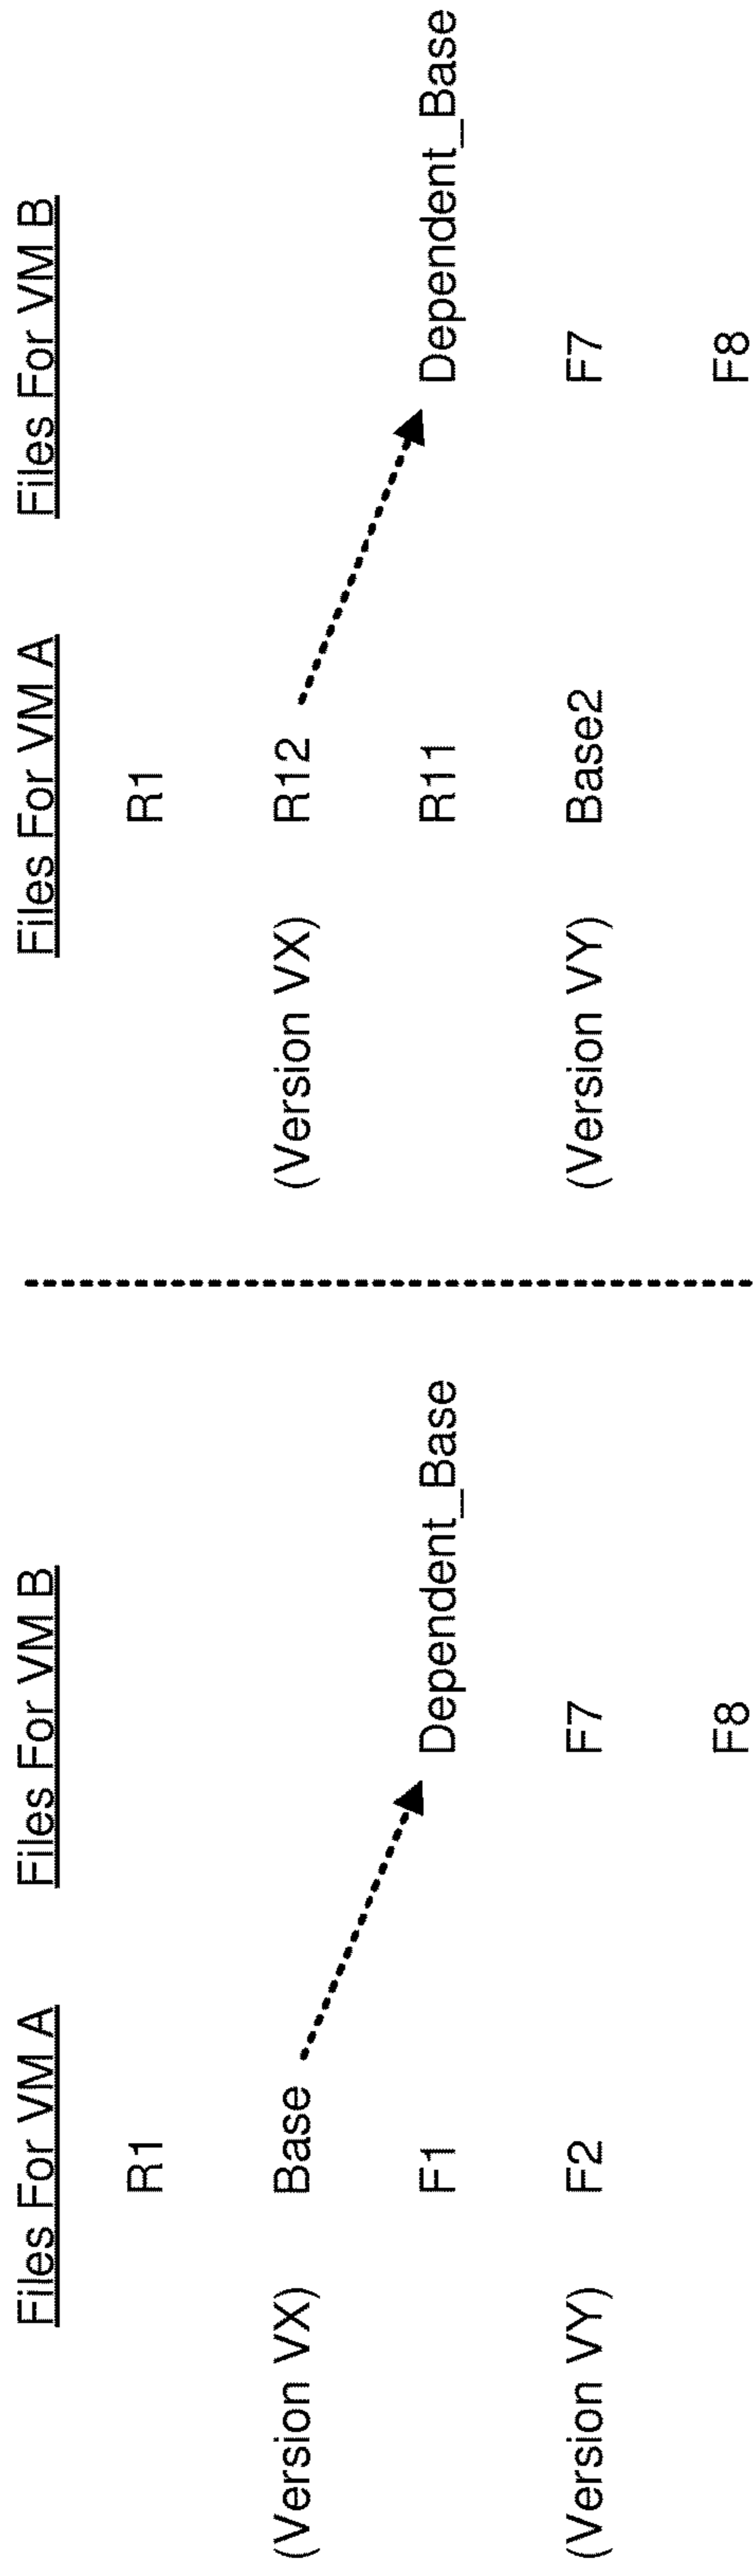 Files For VM A Files For VM B
R1
(Version VX) Base
F1 Dependent_Base
(Version VY) F2 F7
F8
Files For VM A Files For VM B
R1
(Version VX) R12
R11 Dependent_Base
(Version VY) Base2 F7
F8